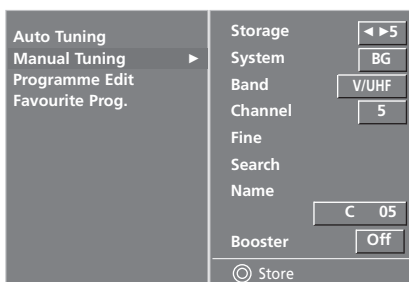 Auto Tuning
Manual Tuning ►
Programme Edit
Favourite Prog.
Storage ◄ ►5
System BG
Band V/UHF
Channel 5
Fine
Search
Name
C 05
Booster Off
Store